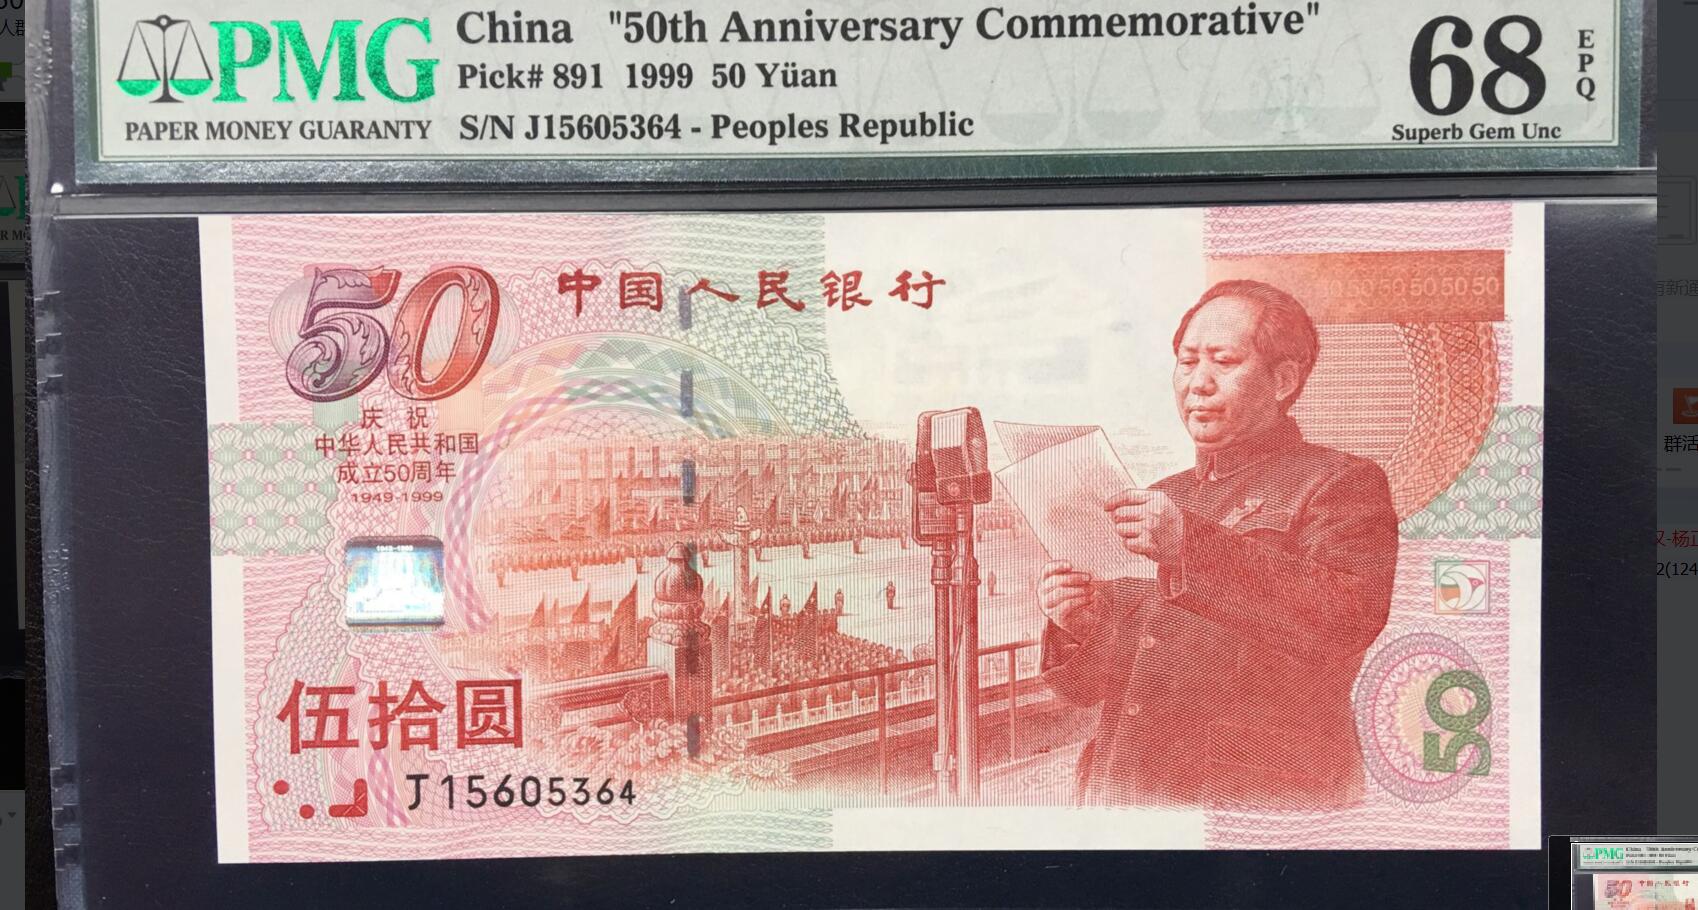 PMG
PAPER MONEY GUARANTY
China "50th Anniversary Commemorative"
Pick# 891 1999 50 Yüan
S/N J15605364 - Peoples Republic
68
EPQ
Superb Gem Unc
50
中国人民银行
50 50 50 50 50
庆祝
中华人民共和国
成立50周年
1949-1999
伍拾圆
J15605364
50